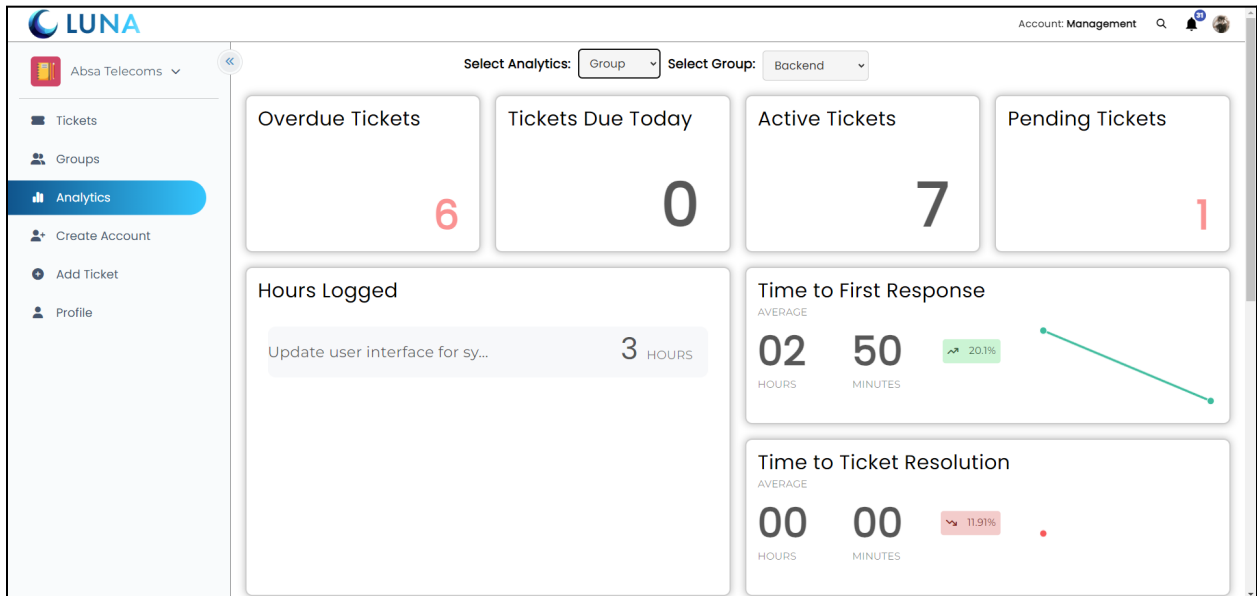 LUNA
Account: Management
31
Absa Telecoms
Select Analytics: Group Select Group: Backend
Tickets
Groups
Analytics
Create Account
Add Ticket
Profile
Overdue Tickets
6
Tickets Due Today
0
Active Tickets
7
Pending Tickets
1
Hours Logged
Update user interface for sy... 3 HOURS
Time to First Response
AVERAGE
02 50 20.1%
HOURS MINUTES
Time to Ticket Resolution
AVERAGE
00 00 11.91%
HOURS MINUTES